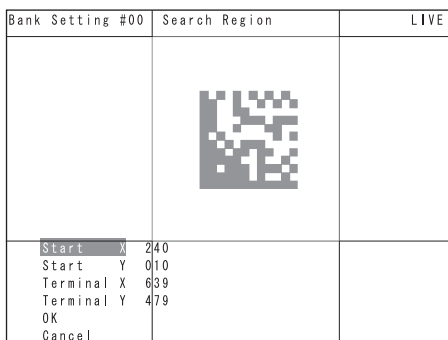 Bank Setting #00 Search Region LIVE
Start X 240
Start Y 010
Terminal X 639
Terminal Y 479
OK
Cancel